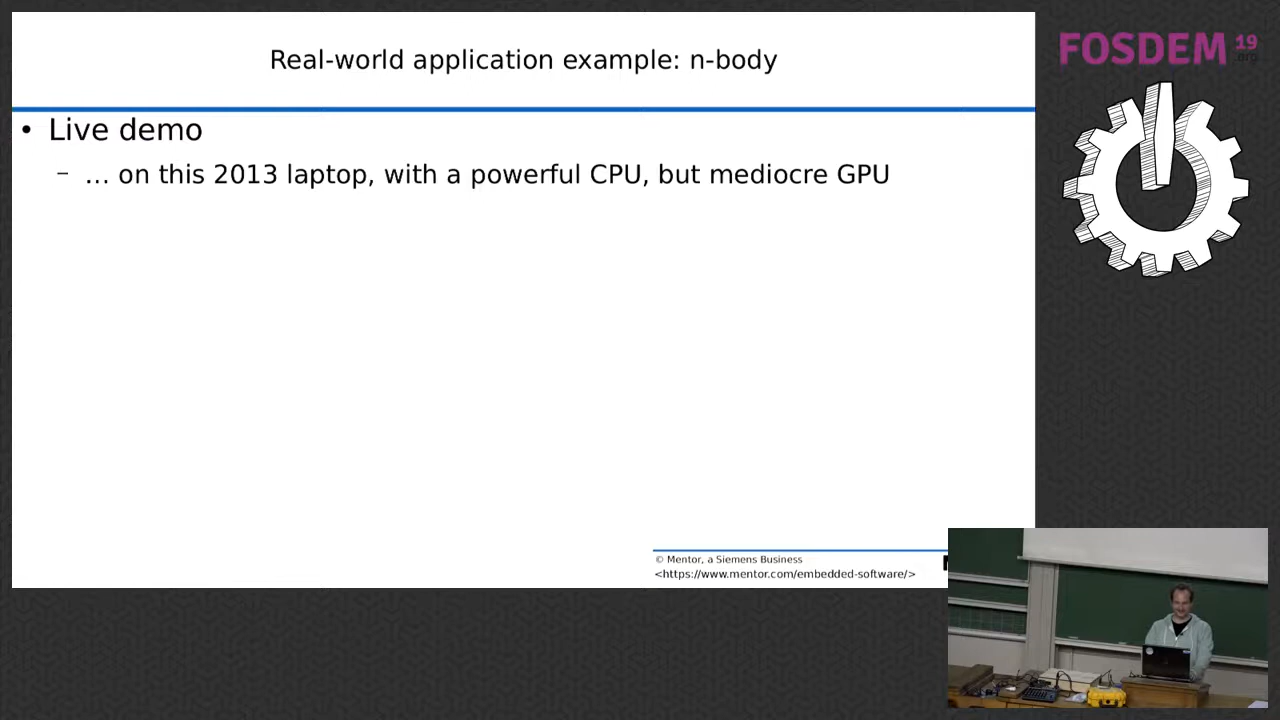 Real-world application example: n-body
• Live demo
– … on this 2013 laptop, with a powerful CPU, but mediocre GPU
© Mentor, a Siemens Business
<https://www.mentor.com/embedded-software/>
FOSDEM 19
.org